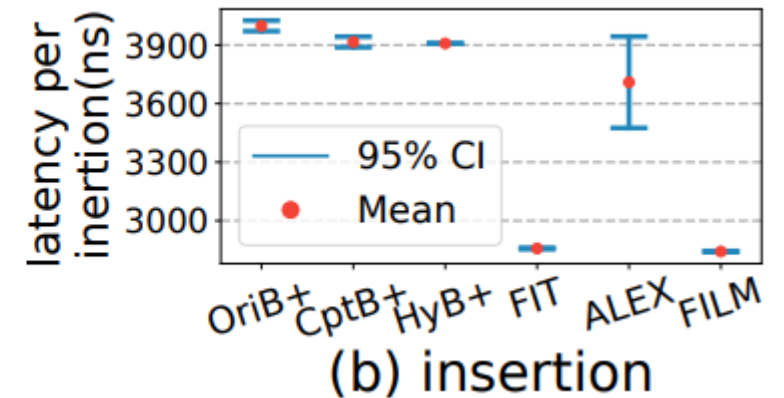 latency per
inertion(ns)
3900
3600
3300
3000
95% CI
Mean
OriB+
CptB+
HyB+
FIT
ALEX
FILM
(b) insertion